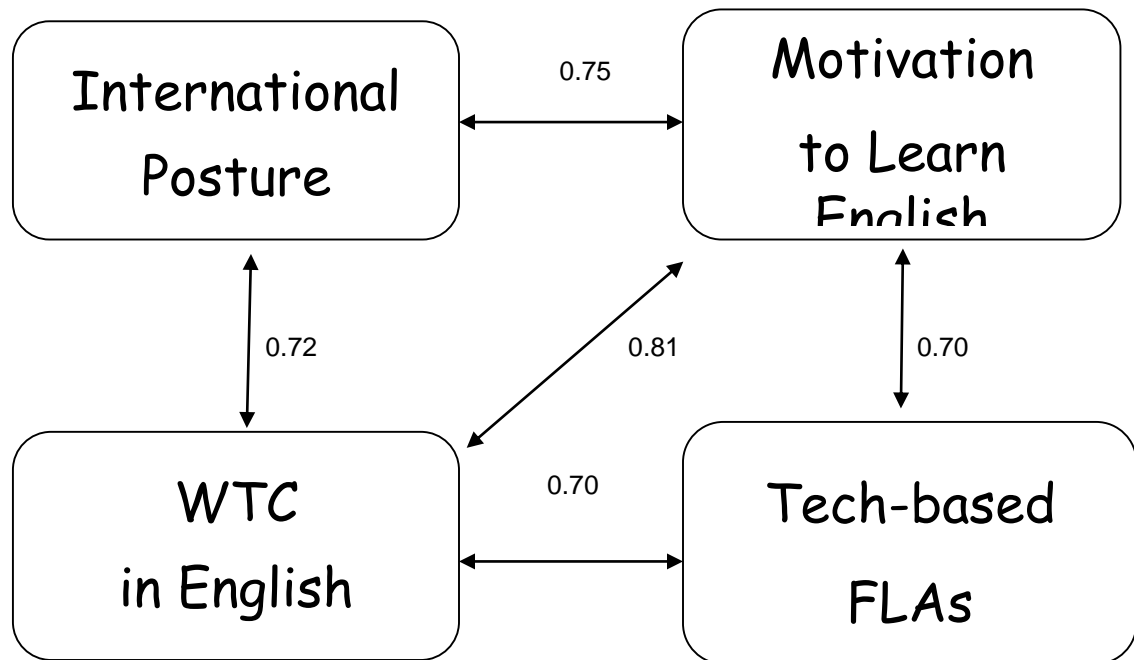 International
Posture
0.75
Motivation
to Learn
English
0.72
0.81
0.70
WTC
in English
0.70
Tech-based
FLAs